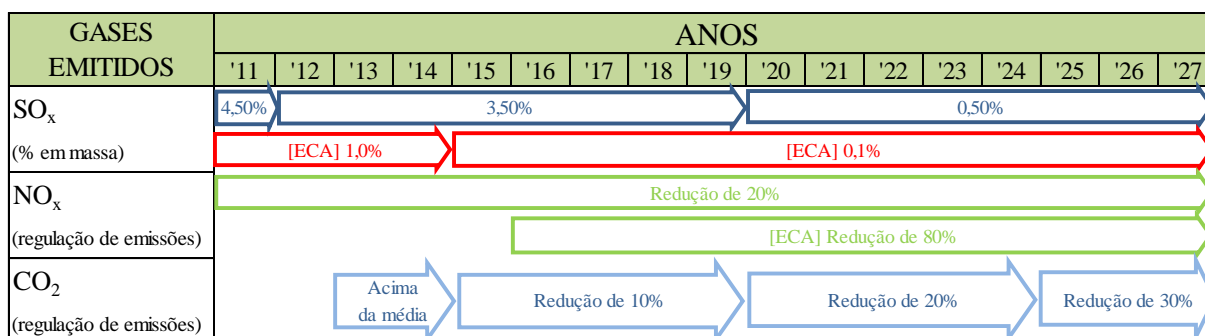 GASES
EMITIDOS
ANOS
'11 '12 '13 '14 '15 '16 '17 '18 '19 '20 '21 '22 '23 '24 '25 '26 '27
SOx
(% em massa)
4,50%
3,50%
0,50%
[ECA] 1,0%
[ECA] 0,1%
NOx
(regulação de emissões)
Redução de 20%
[ECA] Redução de 80%
CO2
(regulação de emissões)
Acima
da média
Redução de 10%
Redução de 20%
Redução de 30%